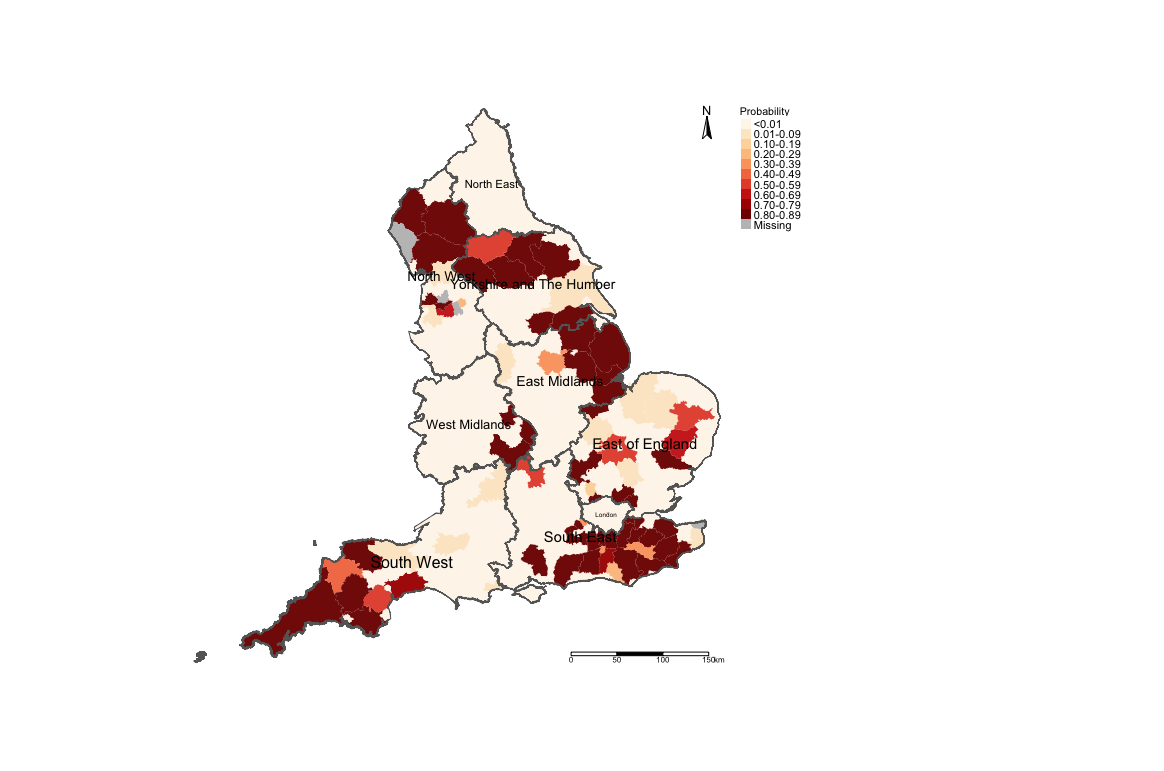 N
Probability
<0.01
0.01-0.09
0.10-0.19
0.20-0.29
0.30-0.39
0.40-0.49
0.50-0.59
0.60-0.69
0.70-0.79
0.80-0.89
Missing
North East
North West
Yorkshire and The Humber
East Midlands
West Midlands
East of England
London
South East
South West
0 50 100 150km